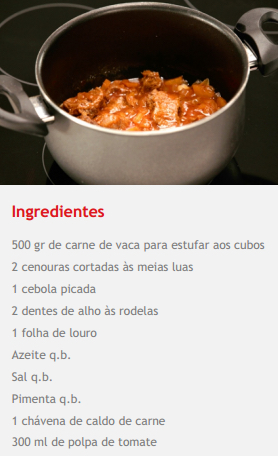 Ingredientes
500 gr de carne de vaca para estufar aos cubos
2 cenouras cortadas às meias luas
1 cebola picada
2 dentes de alho às rodelas
1 folha de louro
Azeite q.b.
Sal q.b.
Pimenta q.b.
1 chávena de caldo de carne
300 ml de polpa de tomate